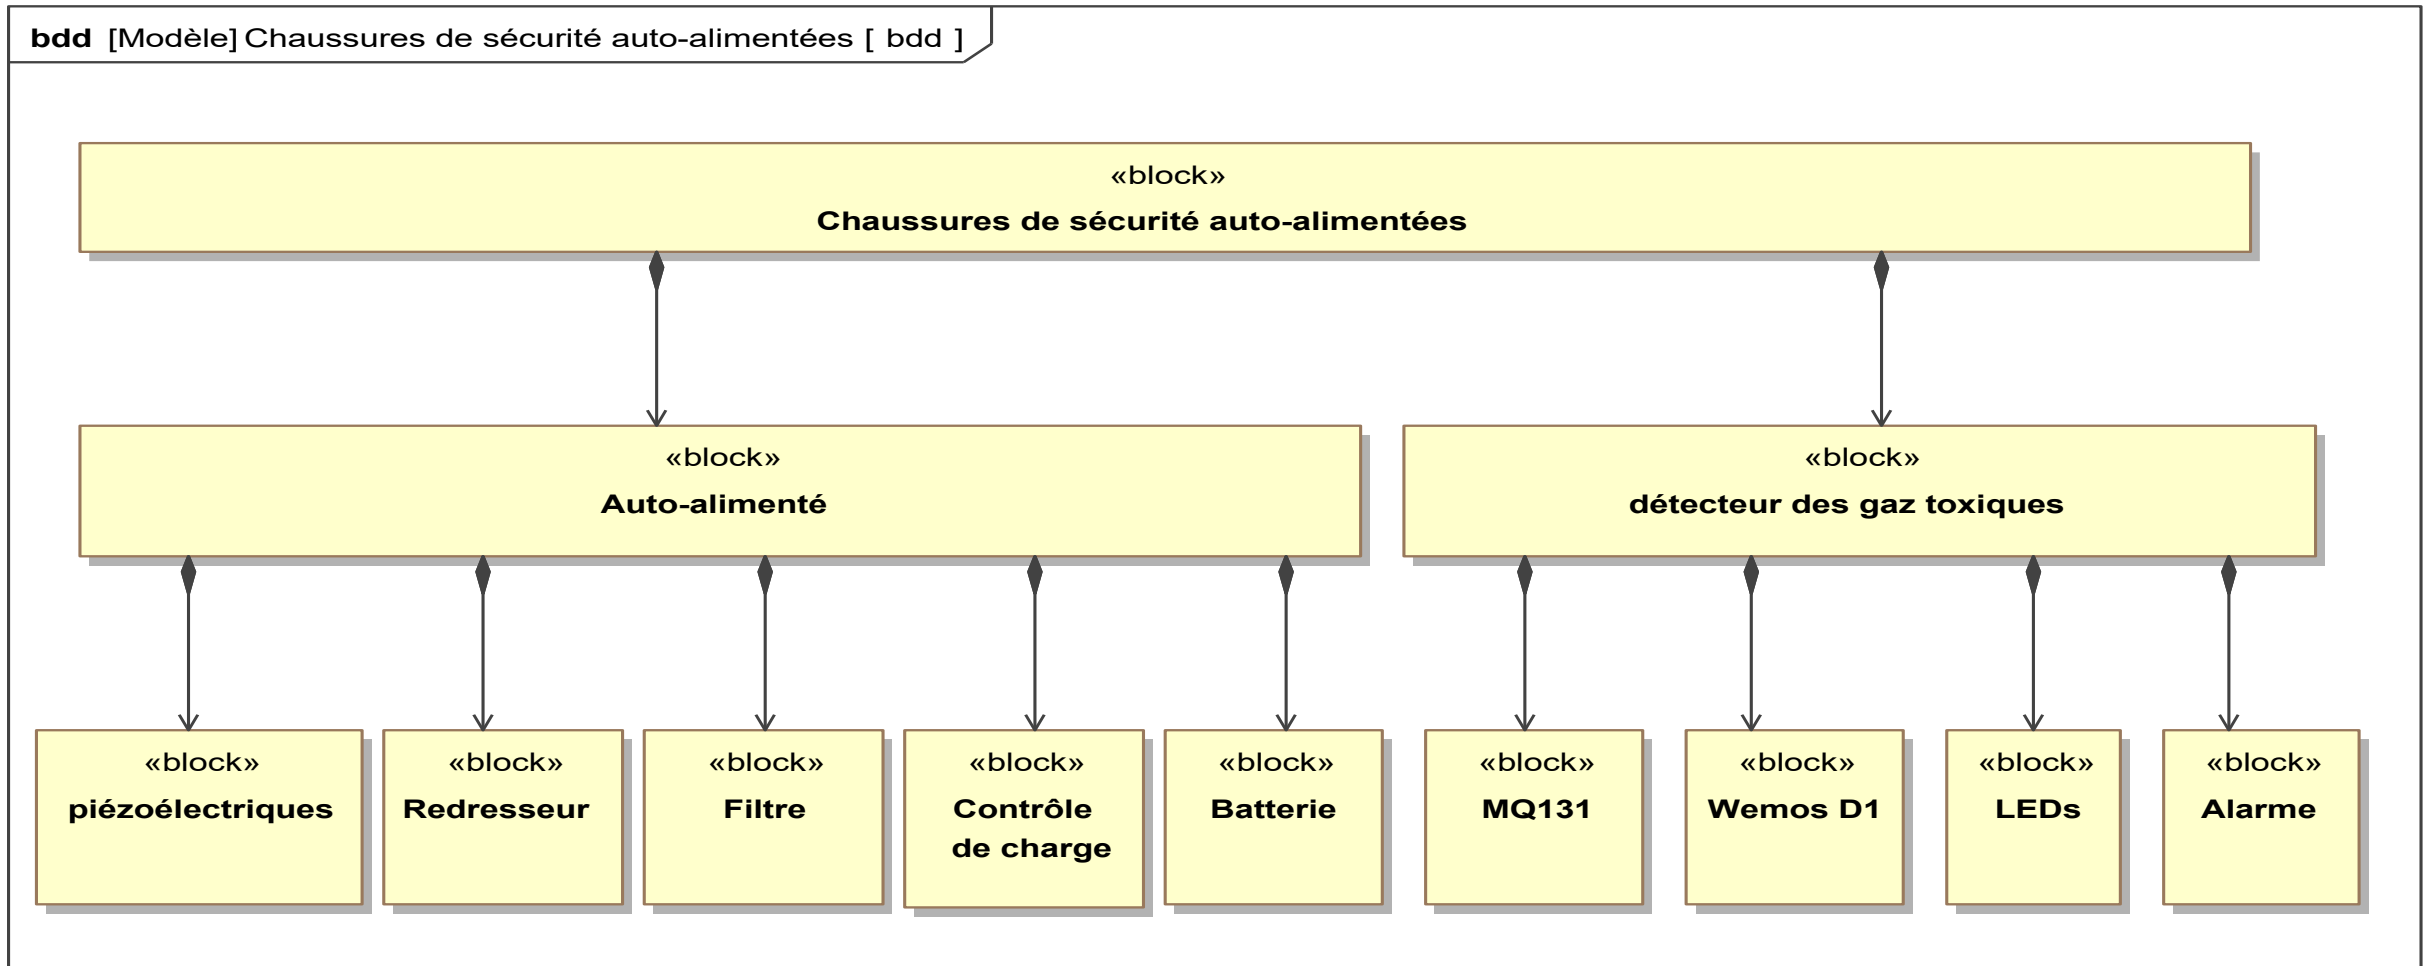 bdd [Modèle] Chaussures de sécurité auto-alimentées [ bdd ]
«block»
Chaussures de sécurité auto-alimentées
«block»
Auto-alimenté
«block»
détecteur des gaz toxiques
«block»
piézoélectriques
«block»
Redresseur
«block»
Filtre
«block»
Contrôle
de charge
«block»
Batterie
«block»
MQ131
«block»
Wemos D1
«block»
LEDs
«block»
Alarme